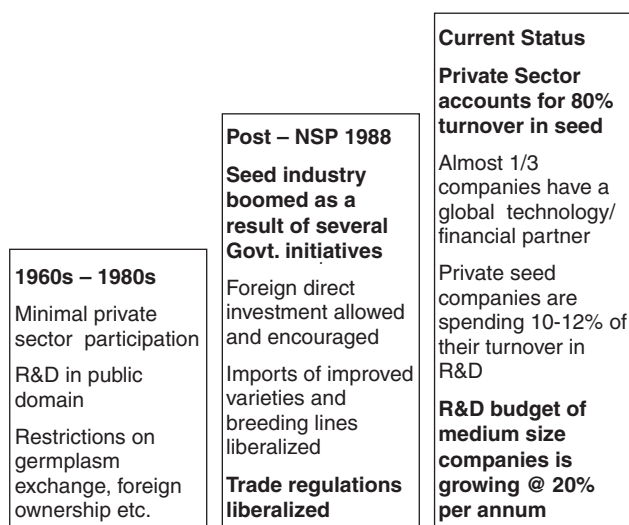 1960s – 1980s
Minimal private
sector participation
R&D in public
domain
Restrictions on
germplasm
exchange, foreign
ownership etc.
Post – NSP 1988
Seed industry
boomed as a
result of several
Govt. initiatives
Foreign direct
investment allowed
and encouraged
Imports of improved
varieties and
breeding lines
liberalized
Trade regulations
liberalized
Current Status
Private Sector
accounts for 80%
turnover in seed
Almost 1/3
companies have a
global technology/
financial partner
Private seed
companies are
spending 10-12% of
their turnover in
R&D
R&D budget of
medium size
companies is
growing @ 20%
per annum